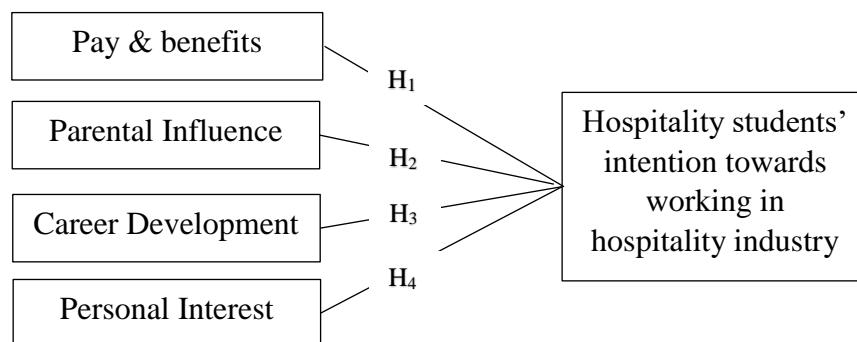 Pay & benefits
H₁
Parental Influence
H₂
Career Development
H₃
Personal Interest
H₄
Hospitality students’
intention towards
working in
hospitality industry